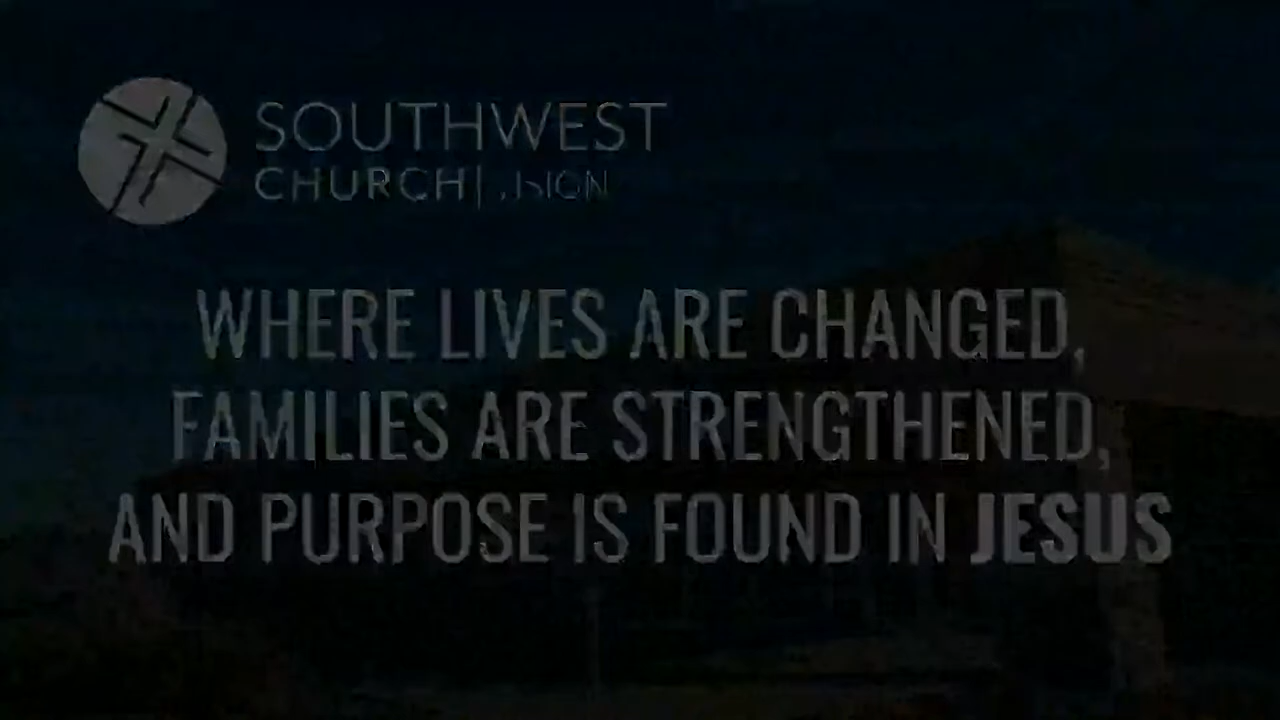 SOUTHWEST
CHURCH|
WHERE LIVES ARE CHANGED,
FAMILIES ARE STRENGTHENED,
AND PURPOSE IS FOUND IN JESUS